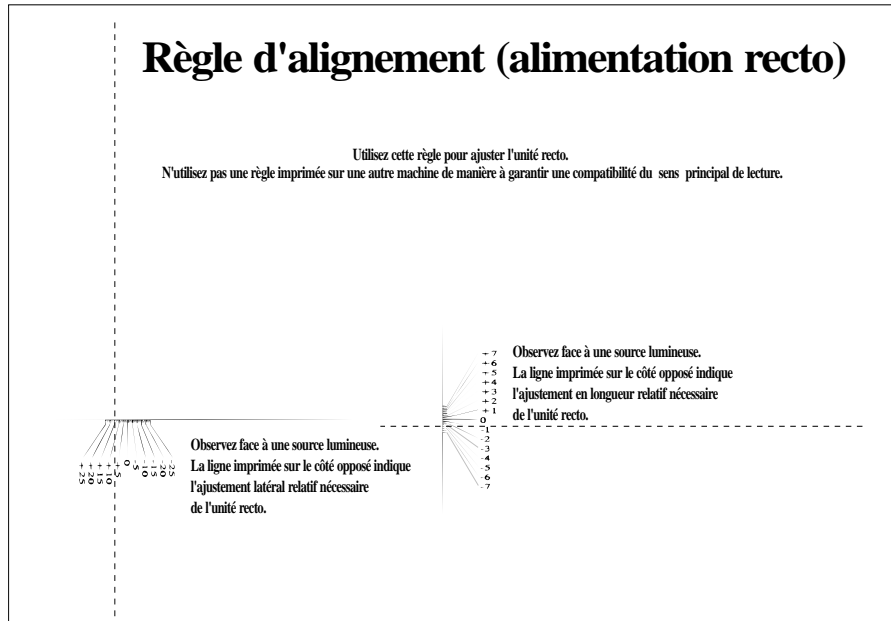 Règle d'alignement (alimentation recto)
Utilisez cette règle pour ajuster l'unité recto.
N'utilisez pas une règle imprimée sur une autre machine de manière à garantir une compatibilité du sens principal de lecture.
+ 7
+ 6
+ 5
+ 4
+ 3
+ 2
+ 1
0
-1
-2
-3
-4
-5
-6
-7
Observez face à une source lumineuse.
La ligne imprimée sur le côté opposé indique
l'ajustement en longueur relatif nécessaire
de l'unité recto.
+25
+20
+15
+10
+5
0
-5
-10
-15
-20
-25
Observez face à une source lumineuse.
La ligne imprimée sur le côté opposé indique
l'ajustement latéral relatif nécessaire
de l'unité recto.